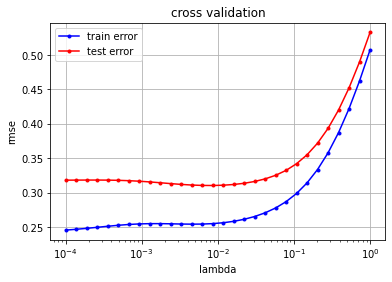 cross validation
train error
test error
rmse
0.50
0.45
0.40
0.35
0.30
0.25
10⁻⁴ 10⁻³ 10⁻² 10⁻¹ 10⁰
lambda